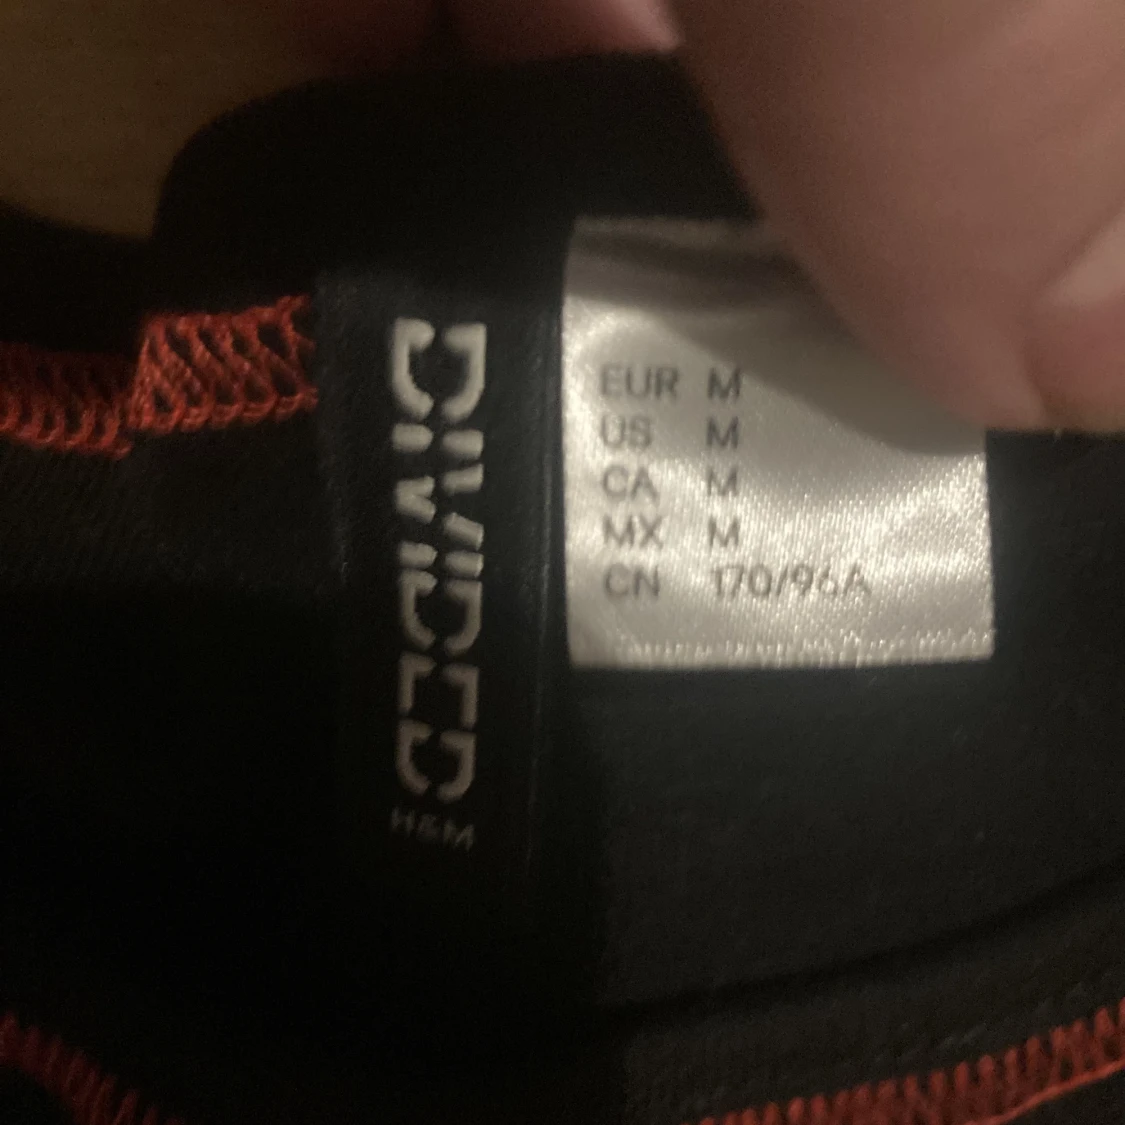 DIVIDED
H&M
EUR M
US M
CA M
MX M
CN 170/96A